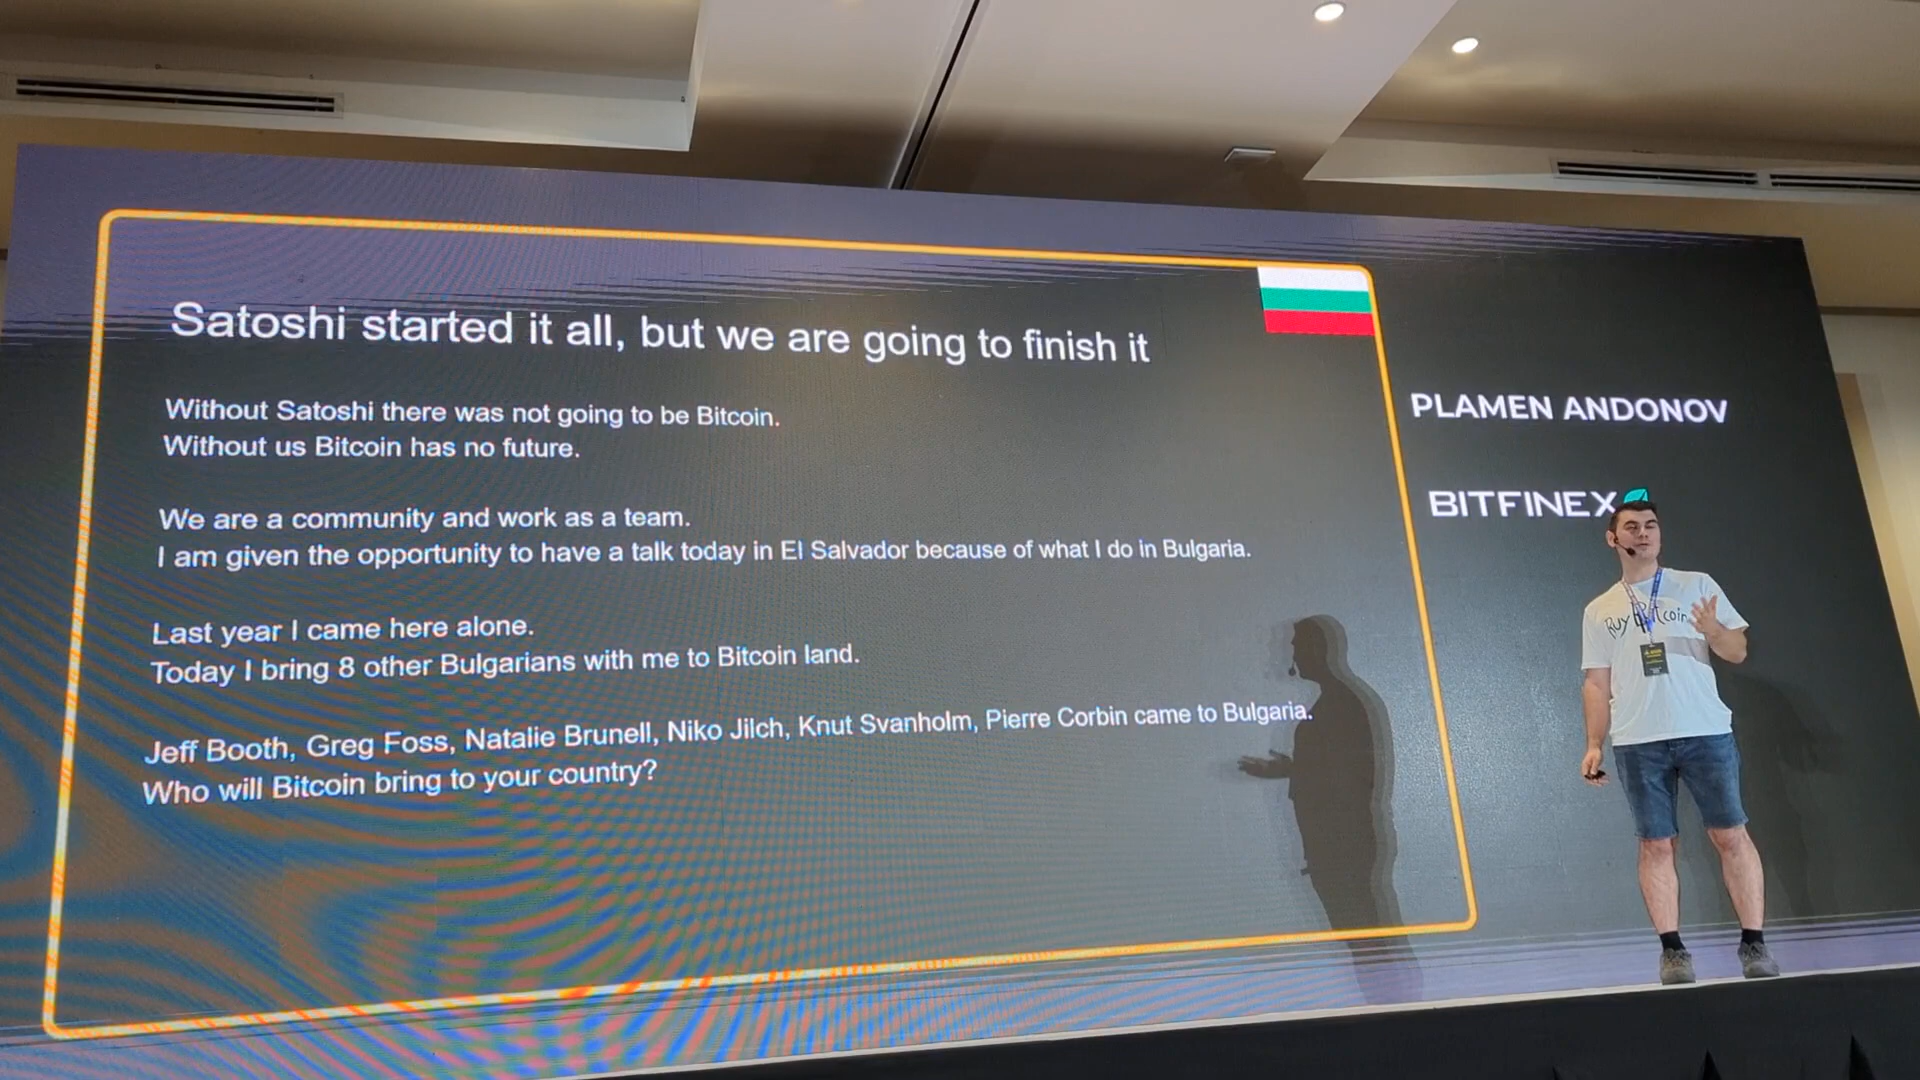 Satoshi started it all, but we are going to finish it
Without Satoshi there was not going to be Bitcoin.
Without us Bitcoin has no future.
We are a community and work as a team.
I am given the opportunity to have a talk today in El Salvador because of what I do in Bulgaria.
Last year I came here alone.
Today I bring 8 other Bulgarians with me to Bitcoin land.
Jeff Booth, Greg Foss, Natalie Brunell, Niko Jilch, Knut Svanholm, Pierre Corbin came to Bulgaria.
Who will Bitcoin bring to your country?
PLAMEN ANDONOV
BITFINEX
Buy Bitcoin